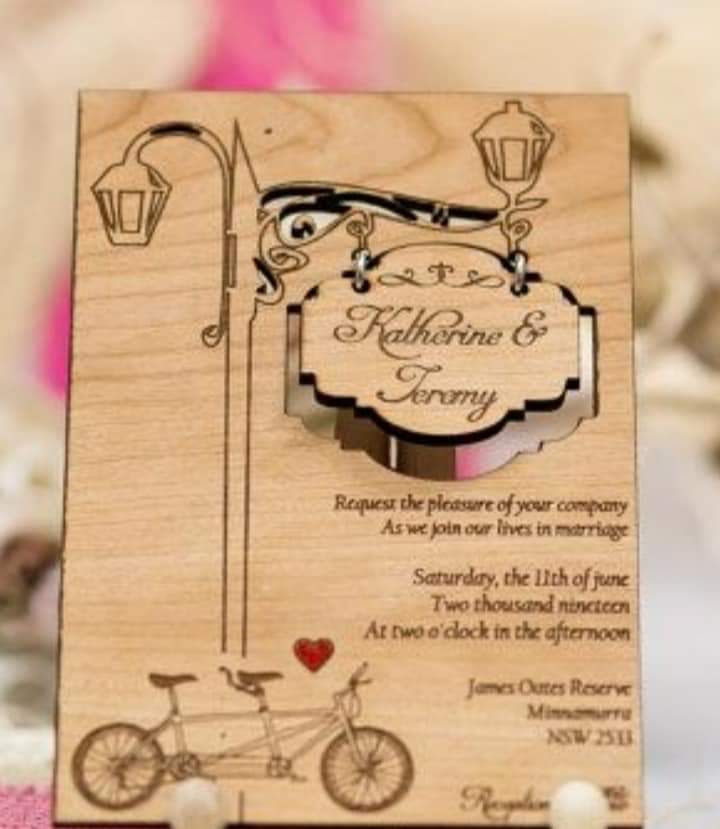 Katherine &
Jeremy
Request the pleasure of your company
As we join our lives in marriage
Saturday, the 11th of june
Two thousand nineteen
At two o'clock in the afternoon
James Oates Reserve
Minnamurra
NSW 2533
Reception